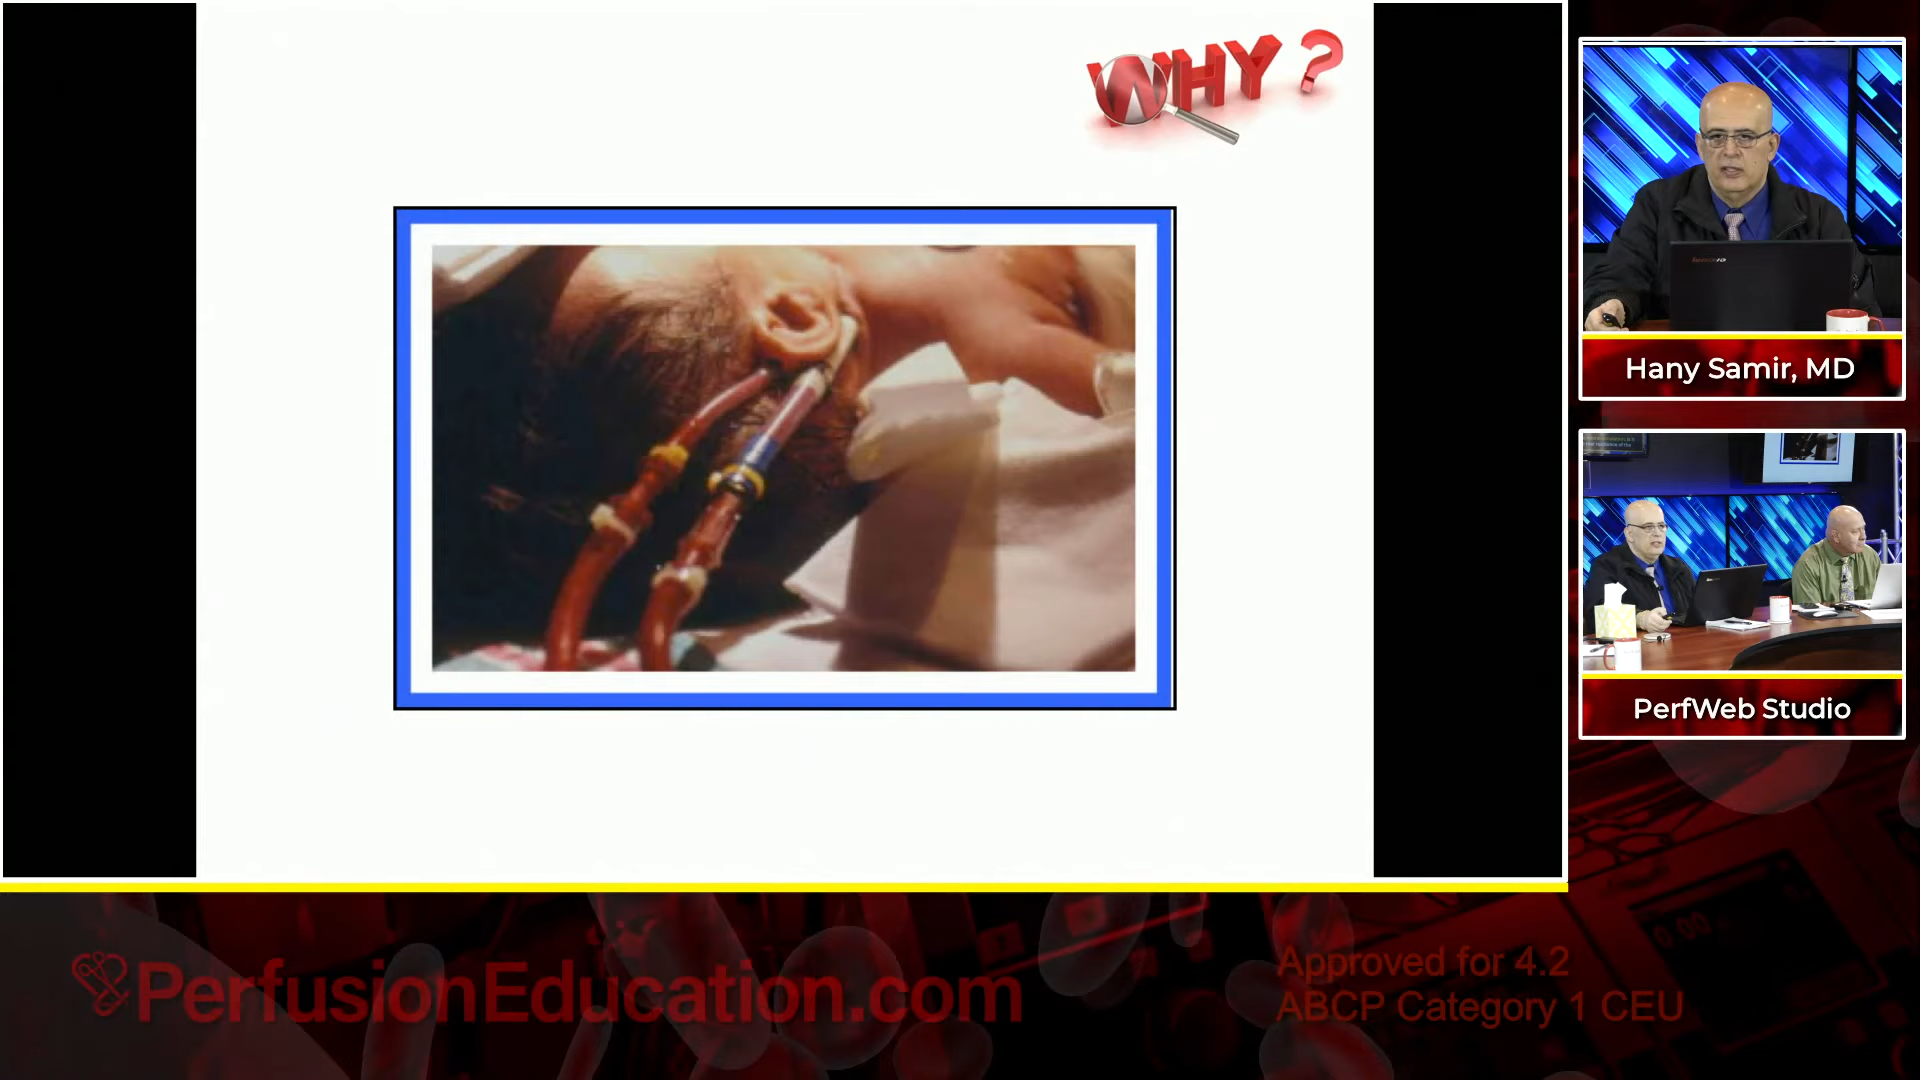 WHY?
Hany Samir, MD
PerfWeb Studio
PerfusionEducation.com
Approved for 4.2
ABCP Category 1 CEU